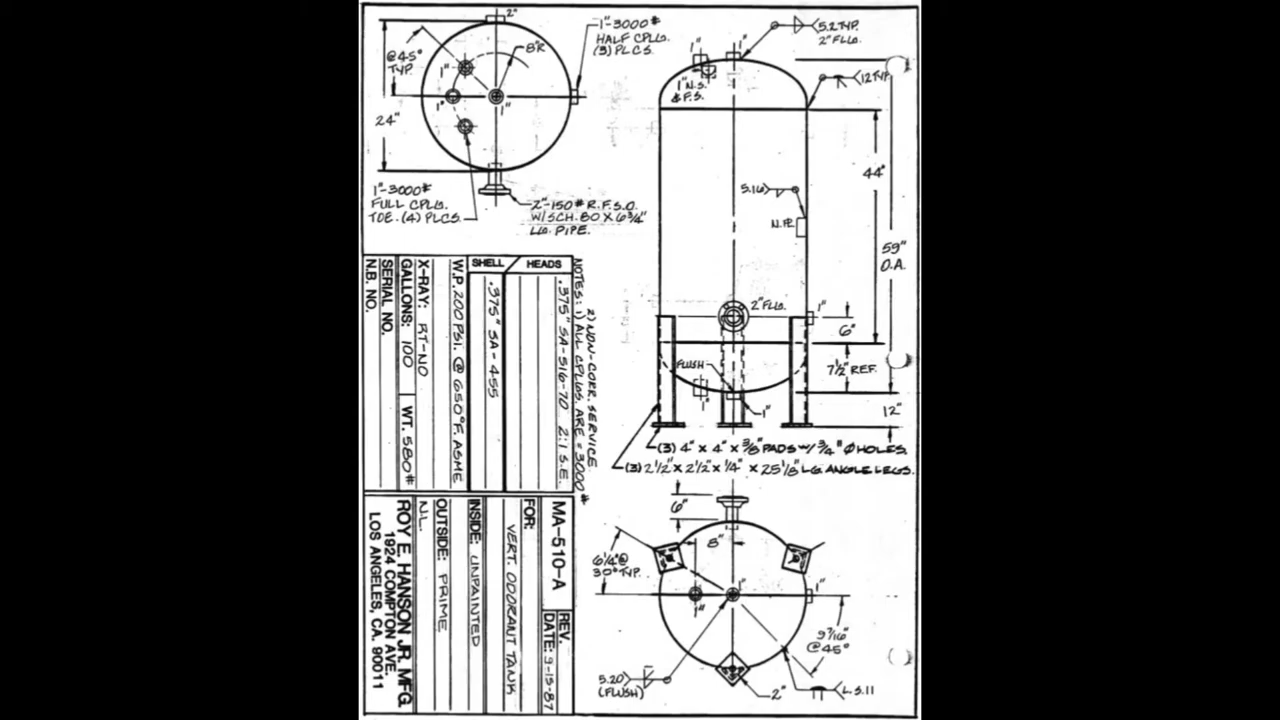 2"
1"-3000#
HALF CPLG.
(3) PLCS.
@45°
TYP.
8"R
1"
1"
1"
24"
1"-3000#
FULL CPLG.
TOE. (4) PLCS.
2"-150# R.F.S.O.
W/SCH. 80 X 6 3/4"
LG. PIPE.
5.2 TYP.
2" FLG.
1"
1"
1" N.S.
& F.S.
12 TYP.
44"
5.16
N.P.
59"
O.A.
2" FLG.
1"
6"
FLUSH
7 1/2" REF.
1"
1"
12"
(3) 4" X 4" X 3/8" PADS W/ 3/4" Ø HOLES.
(3) 2 1/2" X 2 1/2" X 1/4" X 25 1/8" LG. ANGLE LEGS.
6"
8"
6 1/4" @
30° TYP.
1"
1"
1"
9 7/16"
@45°
5.20
(FLUSH)
2"
L.S.11
NOTES: 1) ALL CPLGS. ARE = 3000#
2) NON-CORR. SERVICE
HEADS .375" SA-516-70 2:1 S.E.
SHELL .375" SA-455
W.P. 200 PSI. @ 650°F. ASME
X-RAY: RT-NO
GALLONS: 100 WT. 580#
SERIAL NO.
N.B. NO.
MA-510-A REV.
DATE: 9-15-87
FOR:
VERT. ODORANT TANK
INSIDE: UNPAINTED
OUTSIDE: PRIME
N.L.
ROY E. HANSON JR. MFG.
1924 COMPTON AVE.
LOS ANGELES, CA. 90011